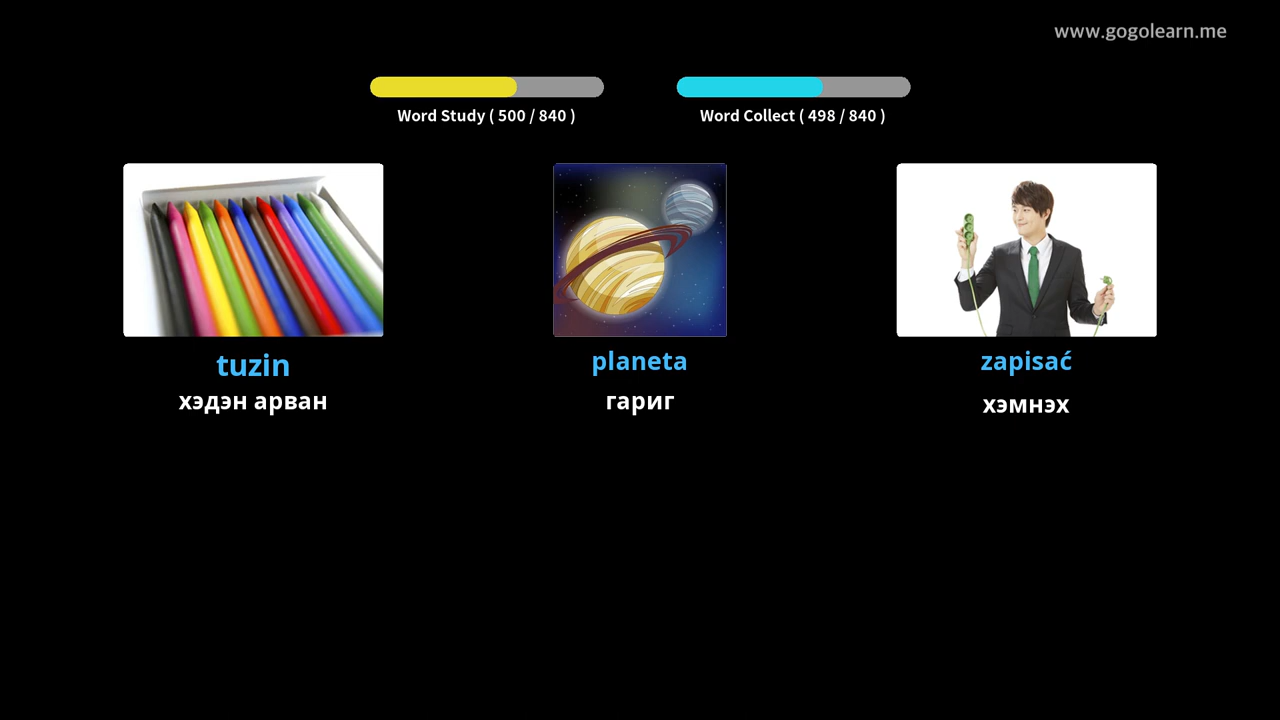 www.gogolearn.me
Word Study ( 500 / 840 )
Word Collect ( 498 / 840 )
tuzin
хэдэн арван
planeta
гариг
zapisać
хэмнэх